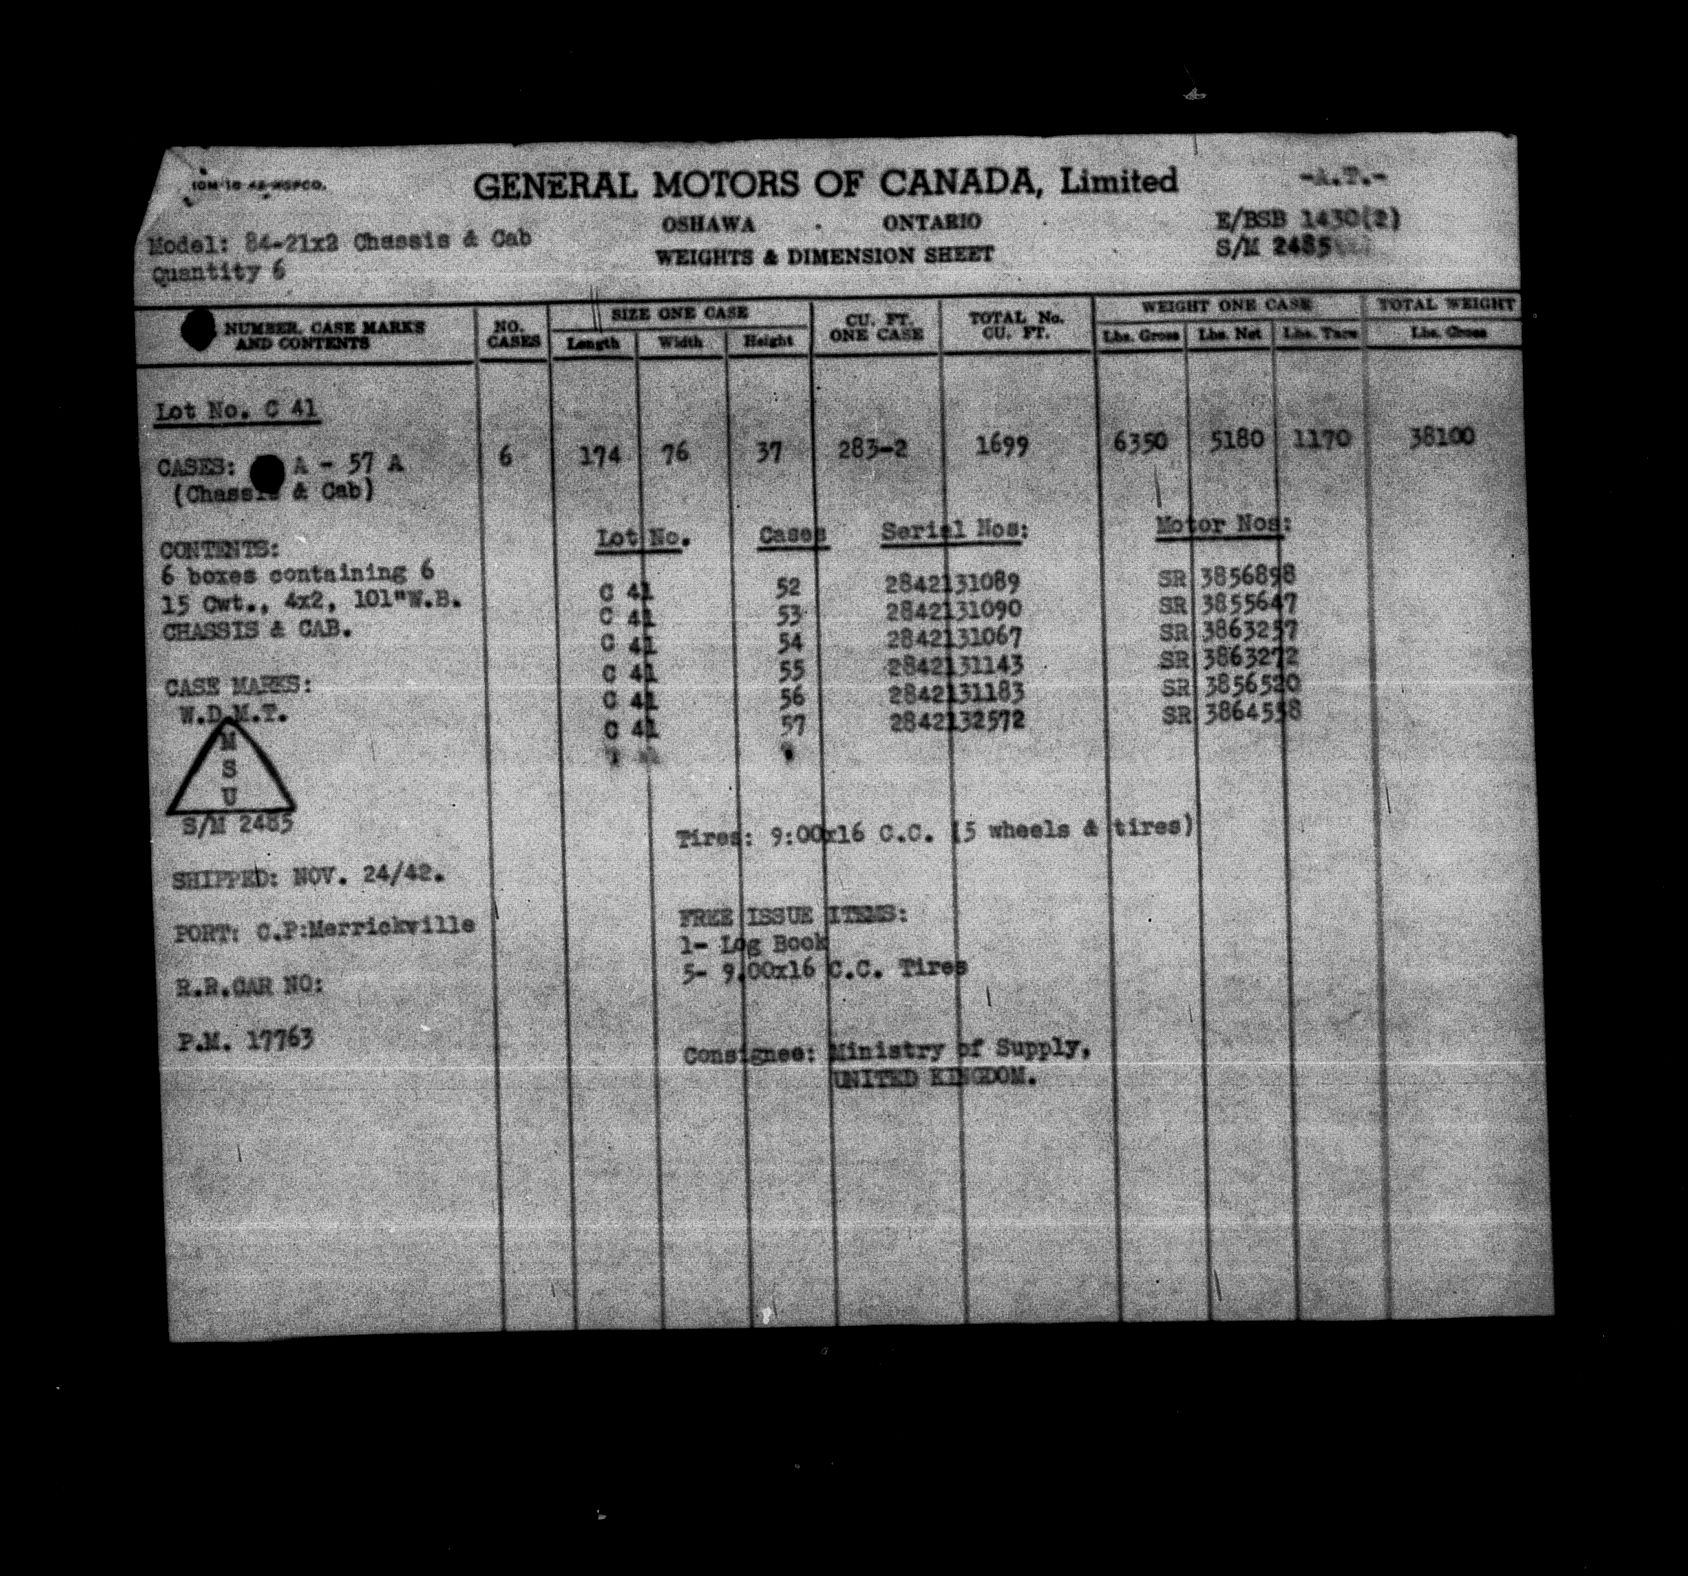 10M-10-42-MSPCO.
GENERAL MOTORS OF CANADA, Limited
-A.T.-
OSHAWA . ONTARIO
E/BSB 1430(2)
Model: 84-21x2 Chassis & Cab
WEIGHTS & DIMENSION SHEET
S/M 2485
Quantity 6
NUMBER, CASE MARKS AND CONTENTS
NO. CASES
SIZE ONE CASE
Length Width Height
CU. FT. ONE CASE
TOTAL No. CU. FT.
WEIGHT ONE CASE
Lbs. Gross Lbs. Net Lbs. Tare
TOTAL WEIGHT
Lbs. Gross
Lot No. C 41
CASES: A - 57 A 6 174 76 37 283-2 1699 6350 5180 1170 38100
(Chassis & Cab)
Lot No. Cases Serial Nos: Motor Nos:
CONTENTS:
6 boxes containing 6
15 Cwt., 4x2, 101"W.B.
CHASSIS & CAB.
C 41 52 2842131089 SR 3856898
C 41 53 2842131090 SR 3855647
C 41 54 2842131067 SR 3863257
C 41 55 2842131143 SR 3863272
C 41 56 2842131183 SR 3856520
C 41 57 2842132572 SR 3864558
CASE MARKS:
W.D.M.T.
M
S
U
S/M 2485
Tires: 9:00x16 C.C. (5 wheels & tires)
SHIPPED: NOV. 24/42.
PORT: C.P:Merrickville
R.R.CAR NO:
P.M. 17763
FREE ISSUE ITEMS:
1- Log Book
5- 9.00x16 C.C. Tires
Consignee: Ministry of Supply,
UNITED KINGDOM.